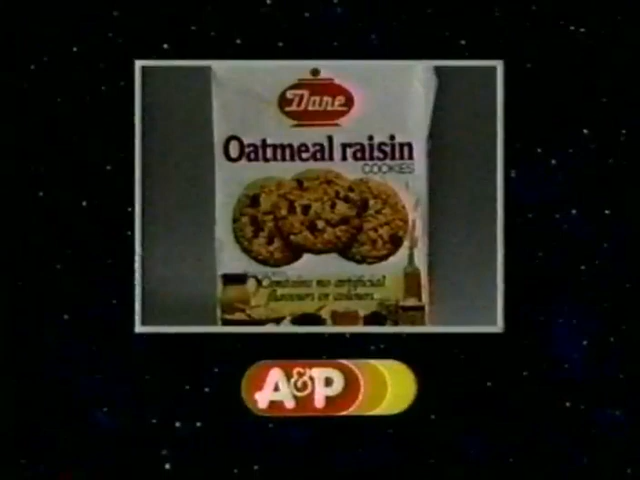 Dare
Oatmeal raisin
COOKIES
Contains no artificial
flavours or colours
A&P